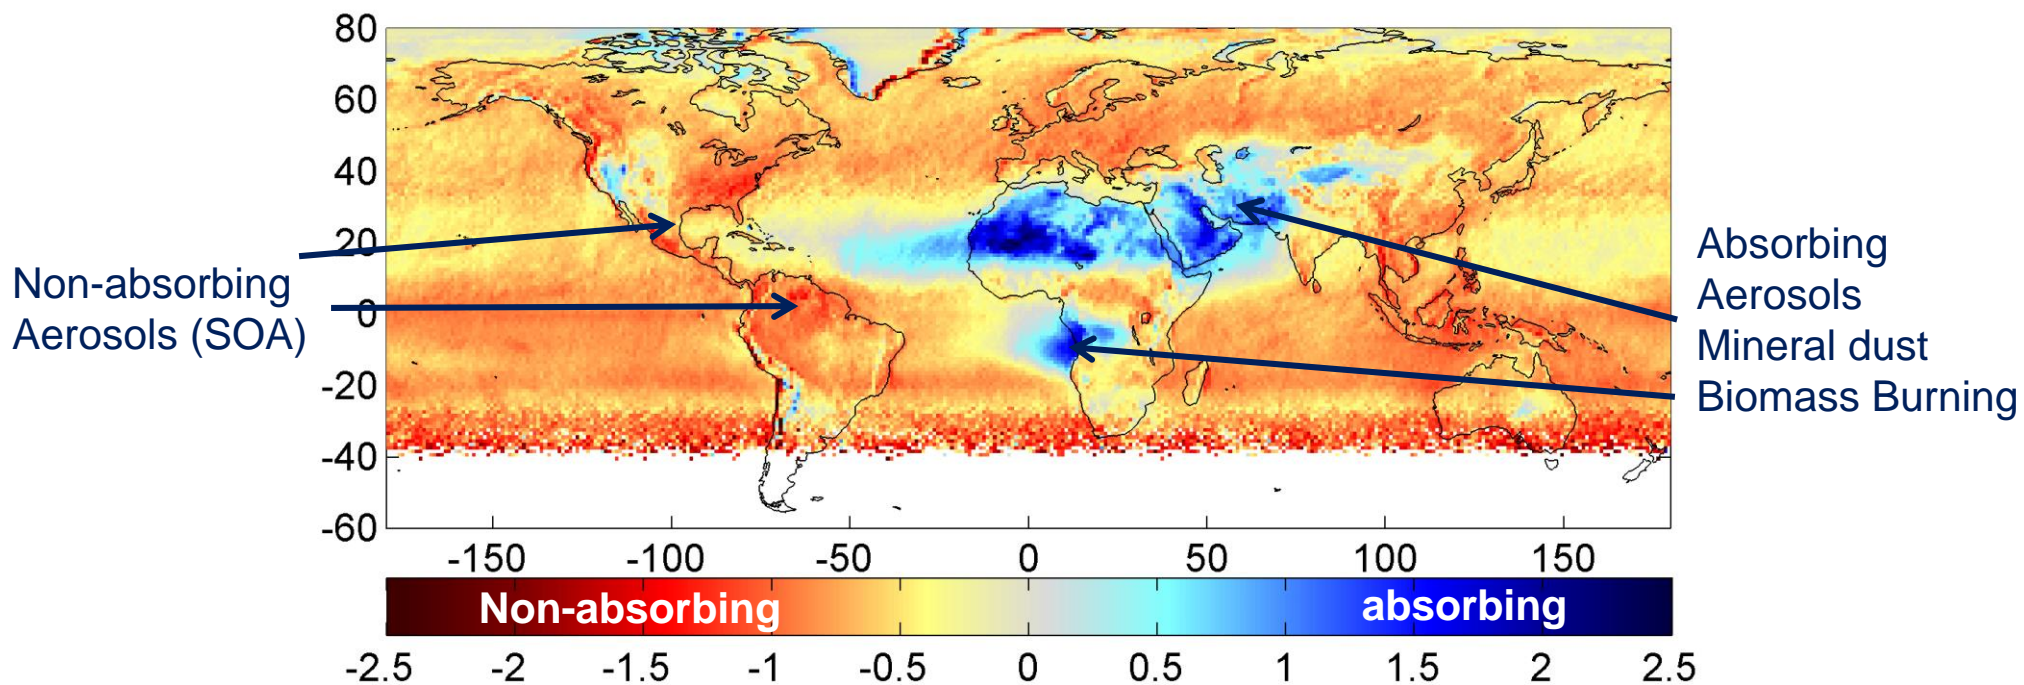 80
60
40
20
0
-20
-40
-60
-150 -100 -50 0 50 100 150
Non-absorbing
Aerosols (SOA)
Absorbing
Aerosols
Mineral dust
Biomass Burning
Non-absorbing absorbing
-2.5 -2 -1.5 -1 -0.5 0 0.5 1 1.5 2 2.5